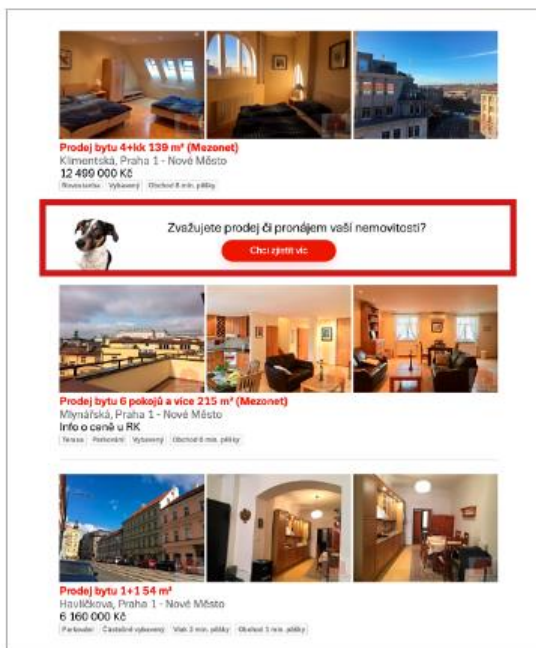 Prodej bytu 4+kk 139 m² (Mezonet)
Klimentská, Praha 1 - Nové Město
12 499 000 Kč
Novostavba Vybavený Obchod 8 min. pěšky
Zvažujete prodej či pronájem vaší nemovitosti?
Chci zjistit víc
Prodej bytu 6 pokojů a více 215 m² (Mezonet)
Mlynářská, Praha 1 - Nové Město
Info o ceně u RK
Terasa Parkování Vybavený Obchod 6 min. pěšky
Prodej bytu 1+1 54 m²
Havlíčkova, Praha 1 - Nové Město
6 160 000 Kč
Parkování Částečně vybavený Vlak 3 min. pěšky Obchod 1 min. pěšky